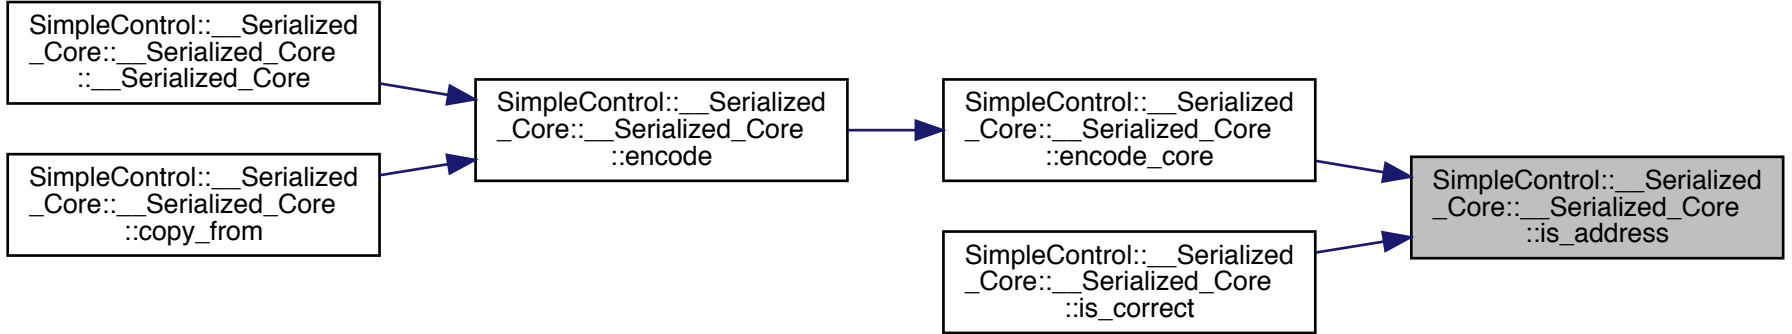 SimpleControl::__Serialized
_Core::__Serialized_Core
::__Serialized_Core
SimpleControl::__Serialized
_Core::__Serialized_Core
::copy_from
SimpleControl::__Serialized
_Core::__Serialized_Core
::encode
SimpleControl::__Serialized
_Core::__Serialized_Core
::encode_core
SimpleControl::__Serialized
_Core::__Serialized_Core
::is_correct
SimpleControl::__Serialized
_Core::__Serialized_Core
::is_address